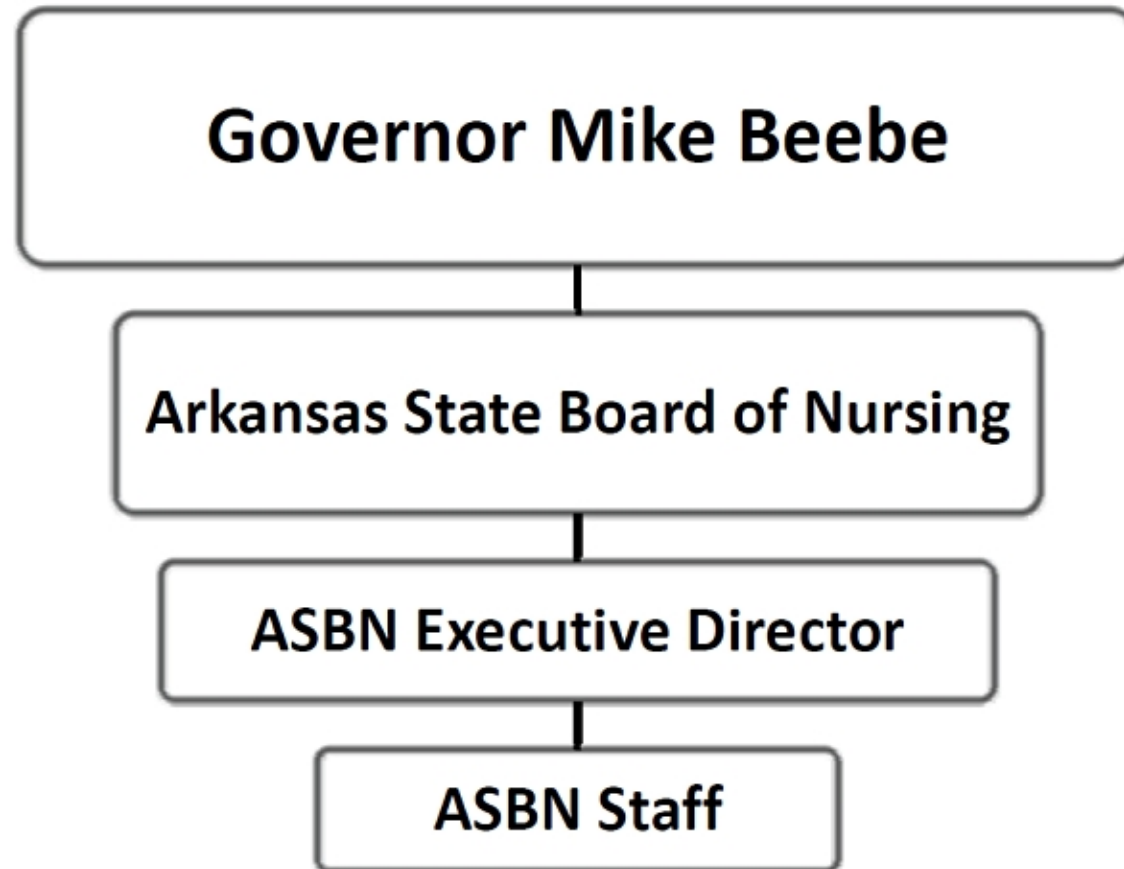 Governor Mike Beebe
Arkansas State Board of Nursing
ASBN Executive Director
ASBN Staff